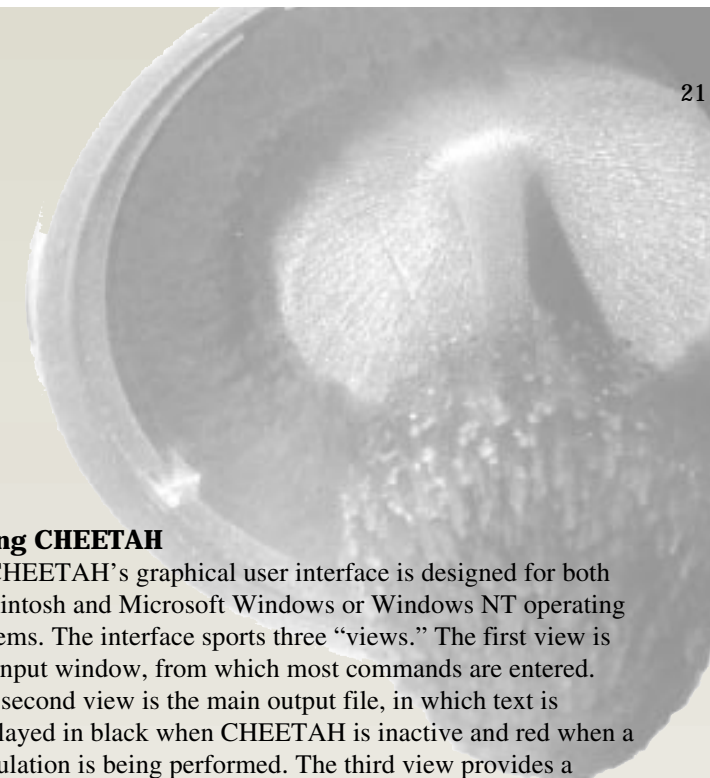 21
ng CHEETAH
CHEETAH's graphical user interface is designed for both
intosh and Microsoft Windows or Windows NT operating
ems. The interface sports three “views.” The first view is
nput window, from which most commands are entered.
second view is the main output file, in which text is
layed in black when CHEETAH is inactive and red when a
ulation is being performed. The third view provides a